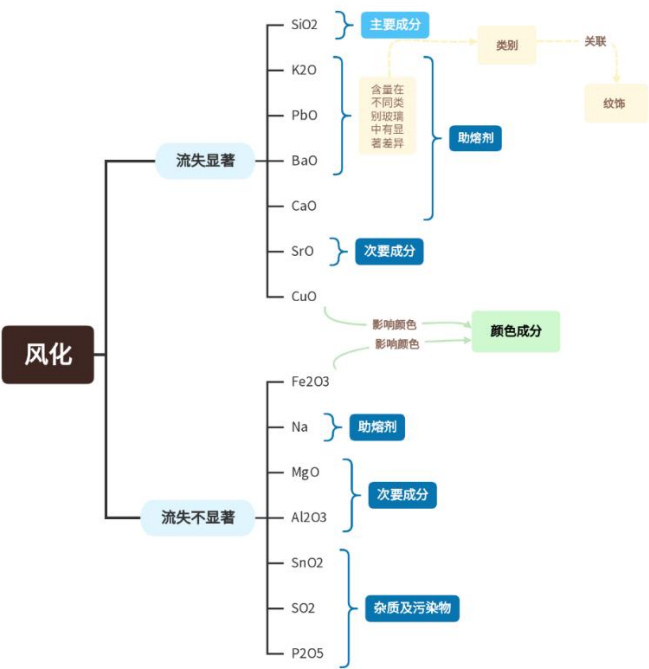 SiO2
主要成分
类别
关联
纹饰
K2O
PbO
BaO
含量在
不同类
别玻璃
中有显
著差异
助熔剂
流失显著
CaO
SrO
次要成分
CuO
影响颜色
影响颜色
颜色成分
风化
Fe2O3
Na
助熔剂
MgO
次要成分
Al2O3
流失不显著
SnO2
SO2
杂质及污染物
P2O5